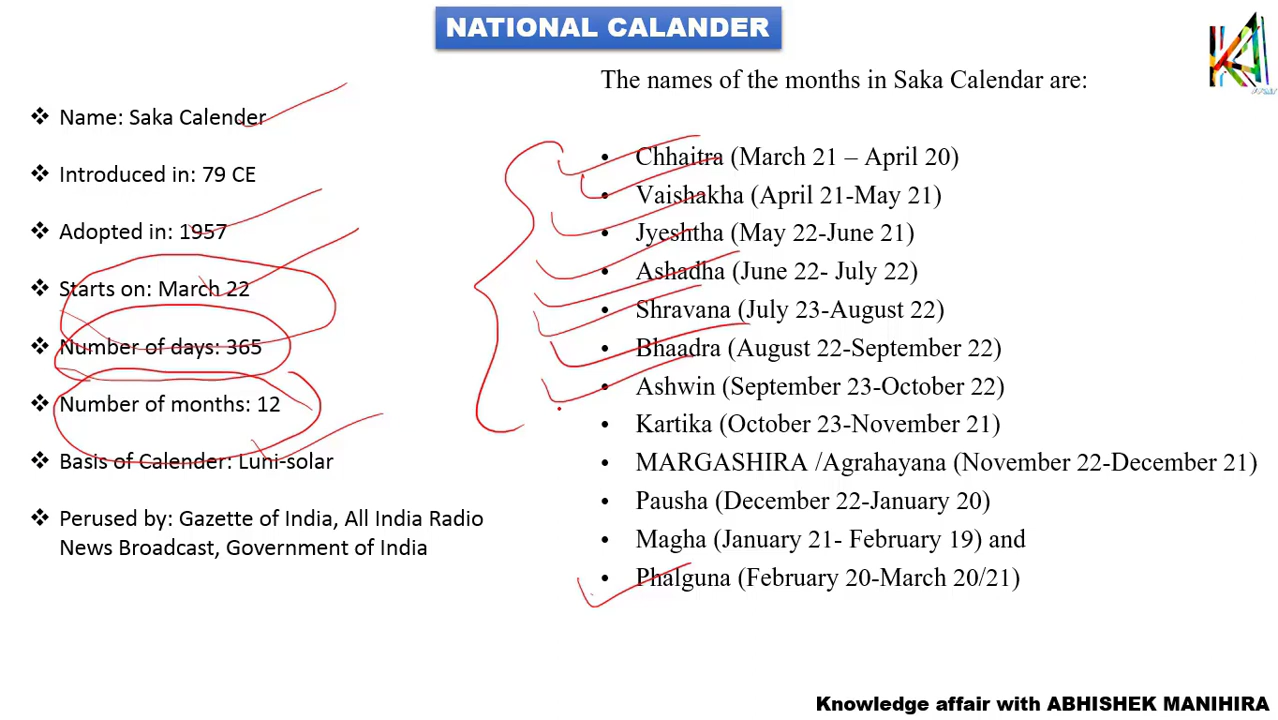 NATIONAL CALANDER
❖ Name: Saka Calender
❖ Introduced in: 79 CE
❖ Adopted in: 1957
❖ Starts on: March 22
❖ Number of days: 365
❖ Number of months: 12
❖ Basis of Calender: Luni-solar
❖ Perused by: Gazette of India, All India Radio
News Broadcast, Government of India
The names of the months in Saka Calendar are:
• Chhaitra (March 21 – April 20)
• Vaishakha (April 21-May 21)
• Jyeshtha (May 22-June 21)
• Ashadha (June 22- July 22)
• Shravana (July 23-August 22)
• Bhaadra (August 22-September 22)
• Ashwin (September 23-October 22)
• Kartika (October 23-November 21)
• MARGASHIRA /Agrahayana (November 22-December 21)
• Pausha (December 22-January 20)
• Magha (January 21- February 19) and
• Phalguna (February 20-March 20/21)
Knowledge affair with ABHISHEK MANIHIRA